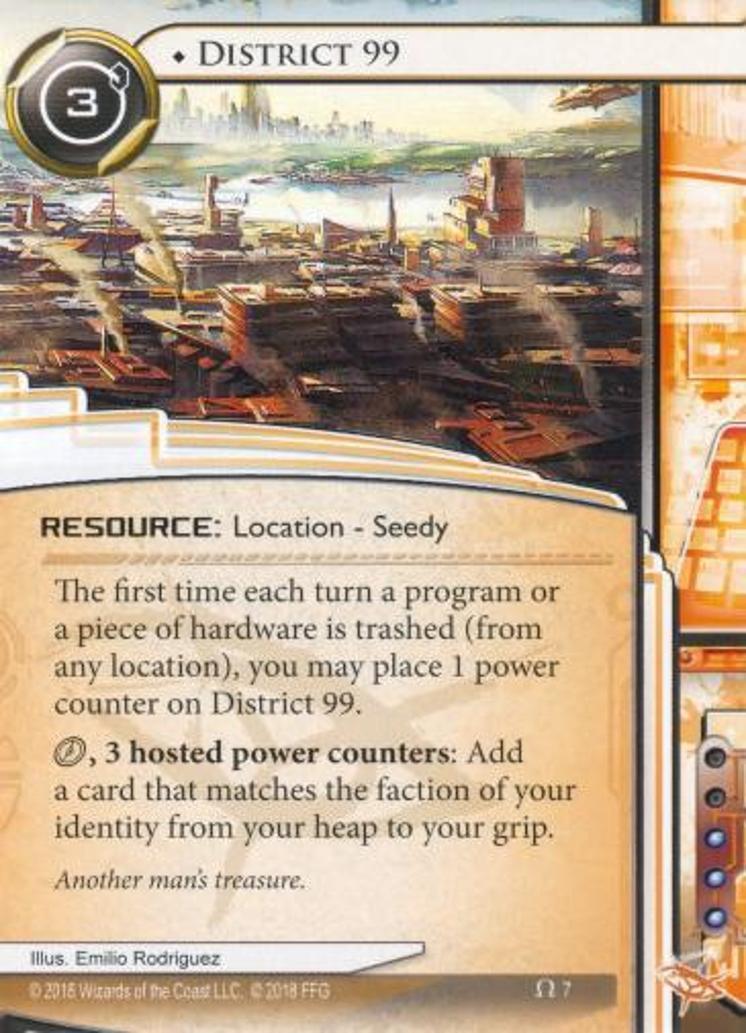 3
◆ DISTRICT 99
RESOURCE: Location - Seedy
The first time each turn a program or
a piece of hardware is trashed (from
any location), you may place 1 power
counter on District 99.
, 3 hosted power counters: Add
a card that matches the faction of your
identity from your heap to your grip.
Another man's treasure.
Illus. Emilio Rodriguez
© 2018 Wizards of the Coast LLC. © 2018 FFG
Ω 7